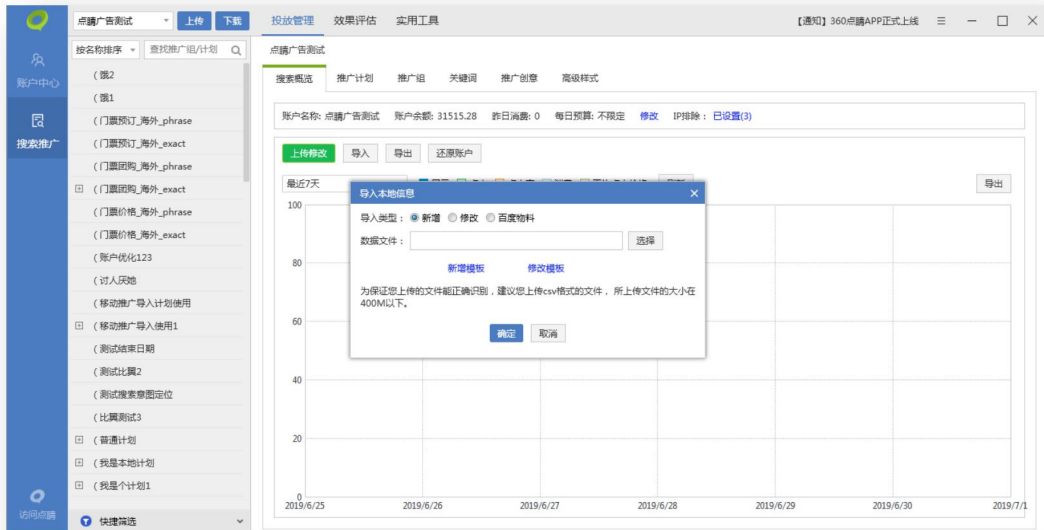 点睛广告测试 上传 下载 投放管理 效果评估 实用工具 【通知】360点睛APP正式上线
按名称排序 查找推广组/计划 点睛广告测试
账户中心
搜索推广
访问点睛
(饿2
(饿1
(门票预订_海外_phrase
(门票预订_海外_exact
(门票团购_海外_phrase
(门票团购_海外_exact
(门票价格_海外_phrase
(门票价格_海外_exact
(账户优化123
(讨人厌她
(移动推广导入计划使用
(移动推广导入使用1
(测试结束日期
(测试比翼2
(测试搜索意图定位
(比翼测试3
(普通计划
(我是本地计划
(我是个计划1
快捷筛选
搜索概览 推广计划 推广组 关键词 推广创意 高级样式
账户名称: 点睛广告测试 账户余额: 31515.28 昨日消费: 0 每日预算: 不限定 修改 IP排除： 已设置(3)
上传修改 导入 导出 还原账户
最近7天 导出
导入本地信息
导入类型： 新增 修改 百度物料
数据文件： 选择
新增模板 修改模板
为保证您上传的文件能正确识别，建议您上传csv格式的文件， 所上传文件的大小在
400M以下。
确定 取消
100
80
60
40
20
0
2019/6/25 2019/6/26 2019/6/27 2019/6/28 2019/6/29 2019/6/30 2019/7/1